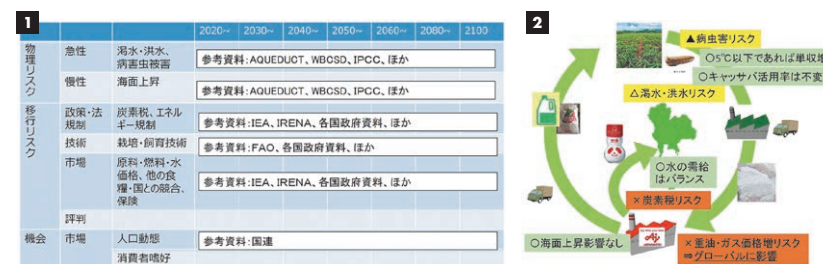 1
2020~ 2030~ 2040~ 2050~ 2060~ 2080~ 2100
物理リスク
急性
渇水・洪水、
病害虫被害
参考資料:AQUEDUCT、WBCSD、IPCC、ほか
慢性
海面上昇
参考資料:AQUEDUCT、WBCSD、IPCC、ほか
移行リスク
政策・法
規制
炭素税、エネル
ギー規制
参考資料:IEA、IRENA、各国政府資料、ほか
技術
栽培・飼育技術
参考資料:FAO、各国政府資料、ほか
市場
原料・燃料・水
価格、他の食
糧・国との競合、
保険
参考資料:IEA、IRENA、各国政府資料、ほか
評判
機会
市場
人口動態
参考資料:国連
消費者嗜好
2
▲病虫害リスク
○5℃以下であれば単収増
○キャッサバ活用率は不変
△渇水・洪水リスク
○水の需給
はバランス
×炭素税リスク
○海面上昇影響なし
×重油・ガス価格増リスク
⇒グローバルに影響